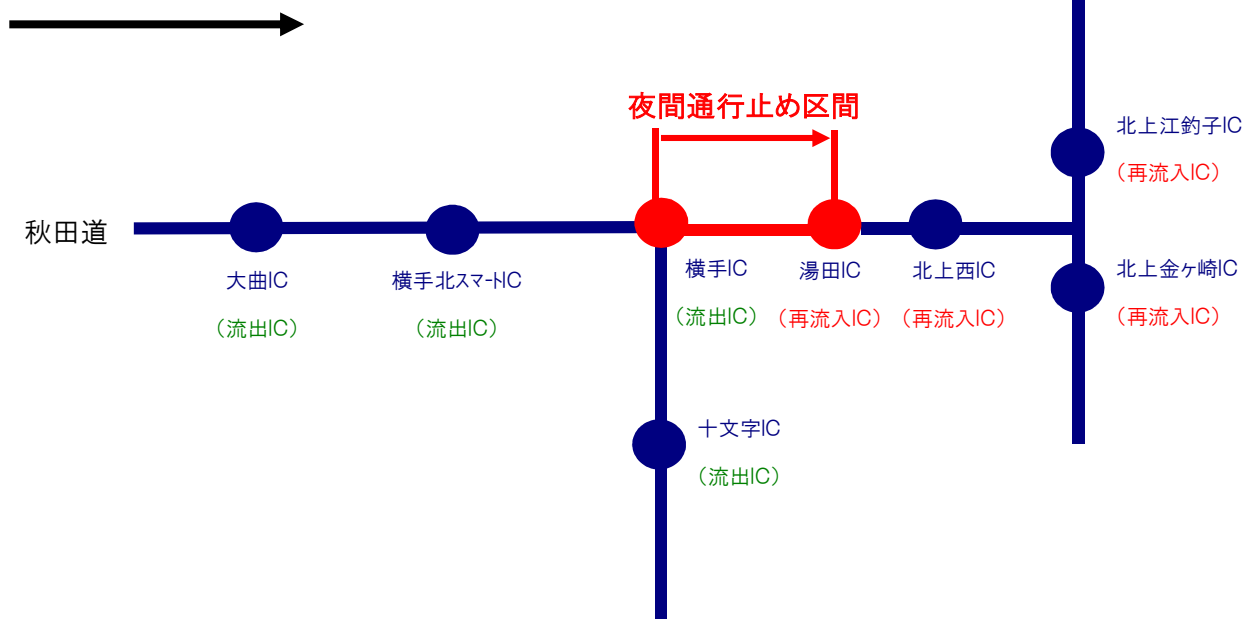 夜間通行止め区間
北上江釣子IC
(再流入IC)
秋田道
大曲IC
(流出IC)
横手北スマートIC
(流出IC)
横手IC
(流出IC)
湯田IC
(再流入IC)
北上西IC
(再流入IC)
北上金ヶ崎IC
(再流入IC)
十文字IC
(流出IC)